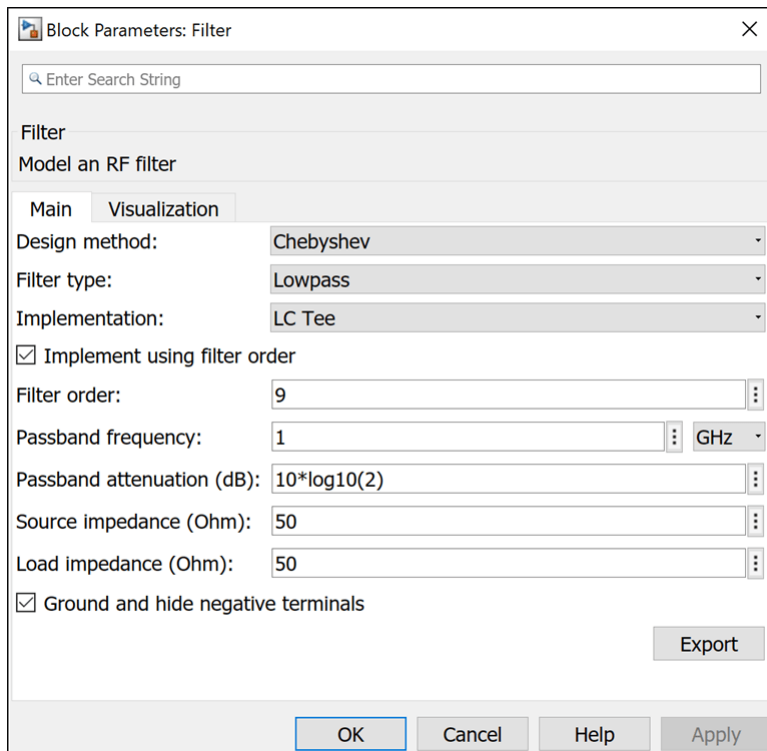 Block Parameters: Filter
Enter Search String
Filter
Model an RF filter
Main Visualization
Design method: Chebyshev
Filter type: Lowpass
Implementation: LC Tee
Implement using filter order
Filter order: 9
Passband frequency: 1 GHz
Passband attenuation (dB): 10*log10(2)
Source impedance (Ohm): 50
Load impedance (Ohm): 50
Ground and hide negative terminals
Export
OK Cancel Help Apply